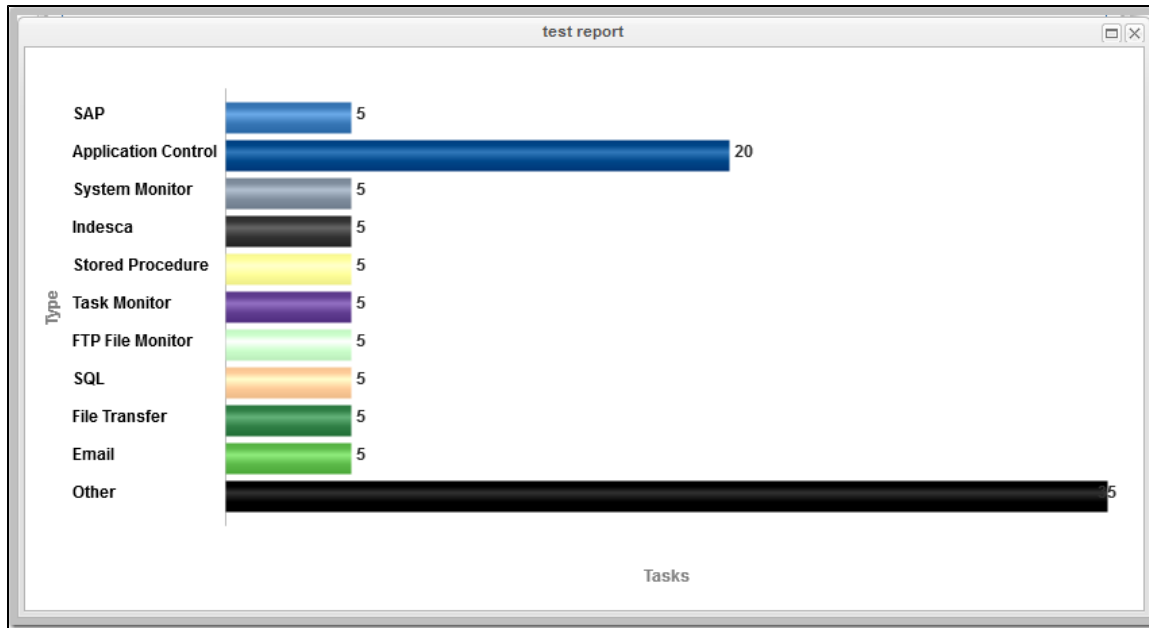 test report
SAP 5
Application Control 20
System Monitor 5
Indesca 5
Stored Procedure 5
Type
Task Monitor 5
FTP File Monitor 5
SQL 5
File Transfer 5
Email 5
Other 35
Tasks